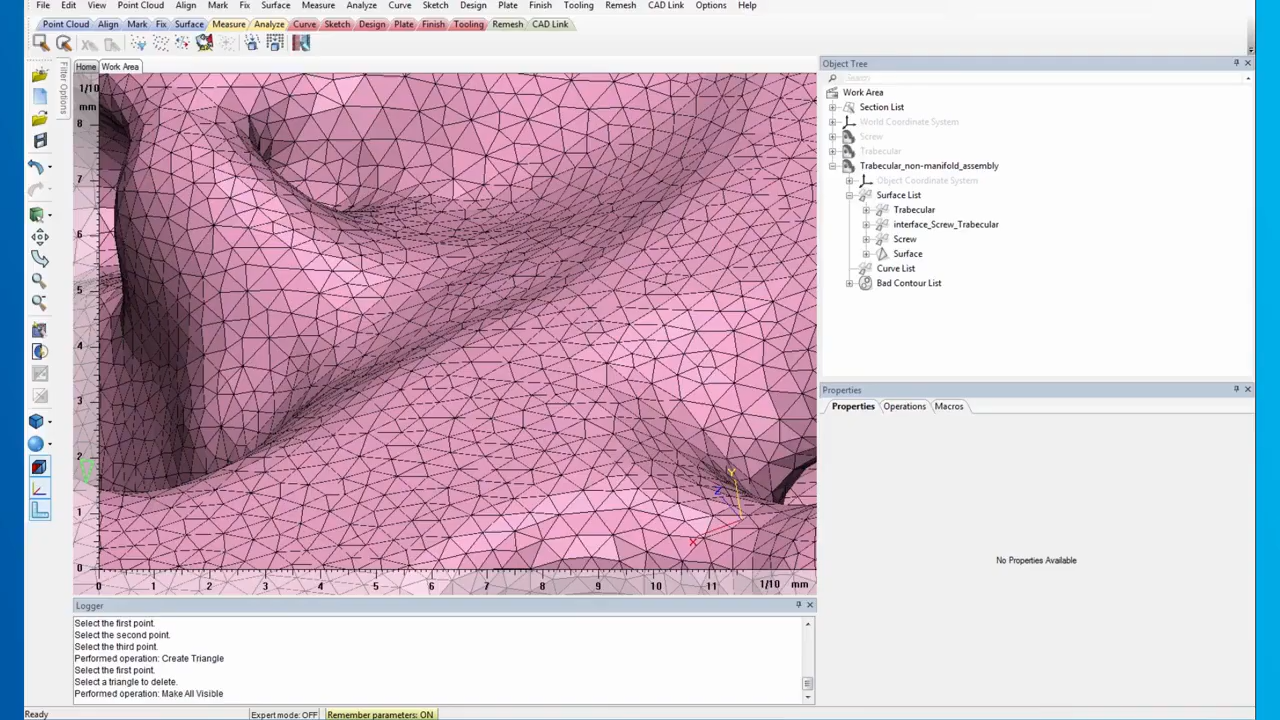 File Edit View Point Cloud Align Mark Fix Surface Measure Analyze Curve Sketch Design Plate Finish Tooling Remesh CAD Link Options Help
Point Cloud Align Mark Fix Surface Measure Analyze Curve Sketch Design Plate Finish Tooling Remesh CAD Link
Home Work Area
Filter Options
1/10
mm
8
7
6
5
4
3
2
1
0
Y
Z
X
0 1 2 3 4 5 6 7 8 9 10 11 1/10 mm
Logger
Select the first point.
Select the second point.
Select the third point.
Performed operation: Create Triangle
Select the first point.
Select a triangle to delete.
Performed operation: Make All Visible
Object Tree
Search
Work Area
Section List
World Coordinate System
Screw
Trabecular
Trabecular_non-manifold_assembly
Object Coordinate System
Surface List
Trabecular
interface_Screw_Trabecular
Screw
Surface
Curve List
Bad Contour List
Properties
Properties Operations Macros
No Properties Available
Ready Expert mode: OFF Remember parameters: ON